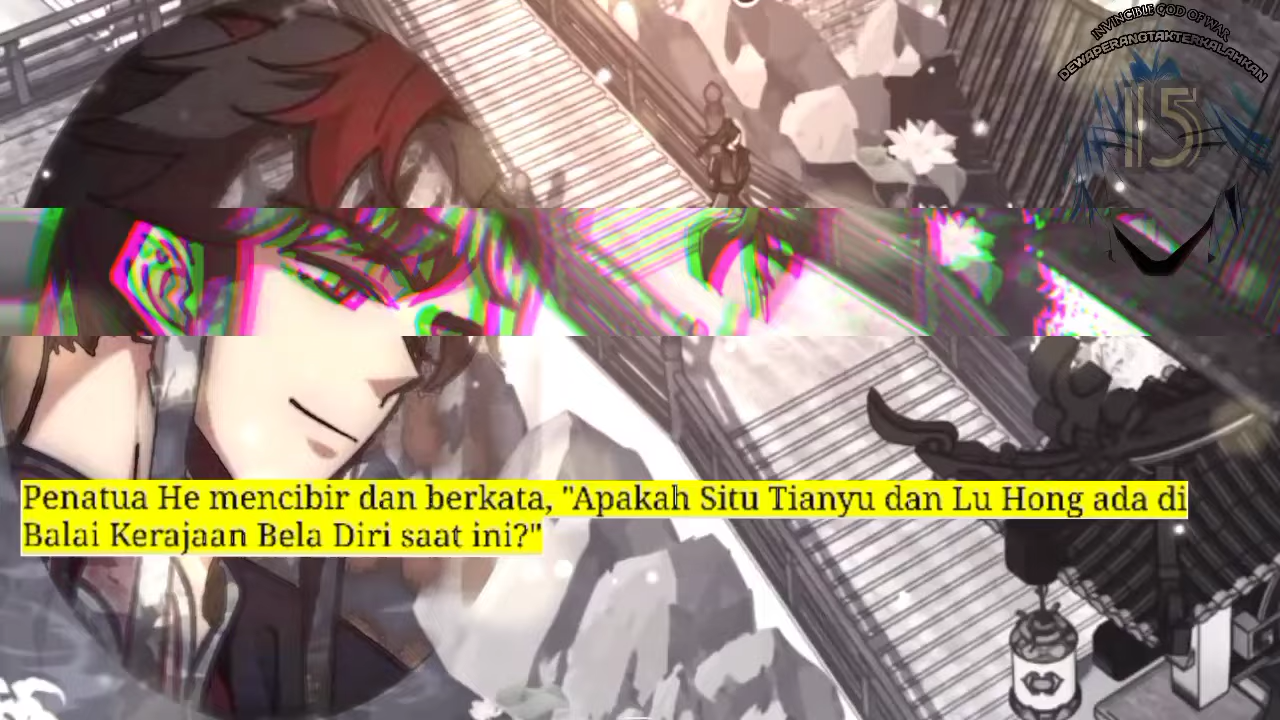 INVINCIBLE GOD OF WAR
DEWAPERANGTAKTERKALAHKAN
15
Penatua He mencibir dan berkata, "Apakah Situ Tianyu dan Lu Hong ada di
Balai Kerajaan Bela Diri saat ini?"